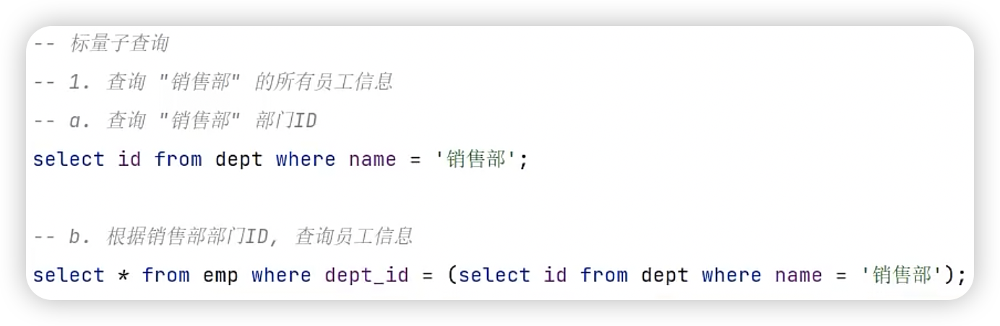 -- 标量子查询
-- 1. 查询 "销售部" 的所有员工信息
-- a. 查询 "销售部" 部门ID
select id from dept where name = '销售部';
-- b. 根据销售部部门ID, 查询员工信息
select * from emp where dept_id = (select id from dept where name = '销售部');